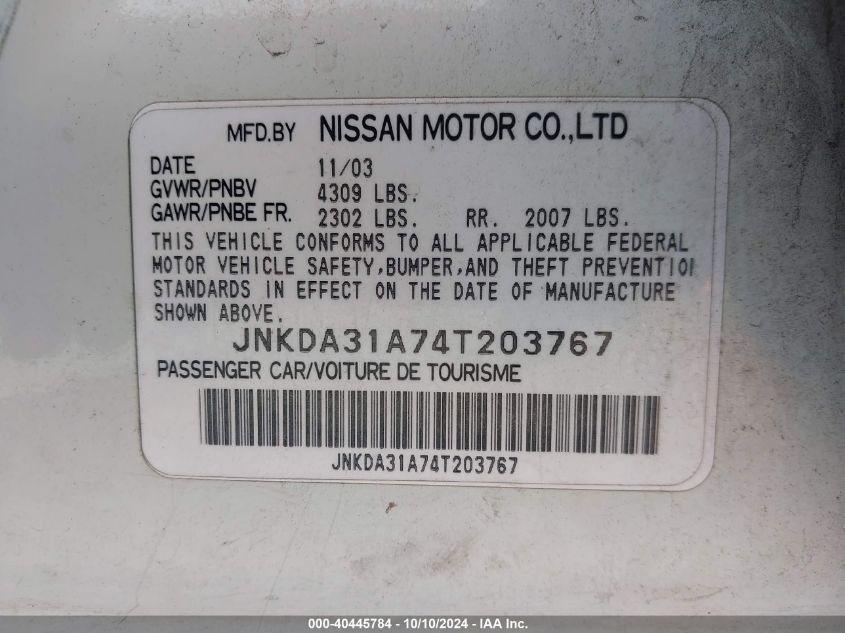 MFD.BY NISSAN MOTOR CO.,LTD
DATE 11/03
GVWR/PNBV 4309 LBS.
GAWR/PNBE FR. 2302 LBS. RR. 2007 LBS.
THIS VEHICLE CONFORMS TO ALL APPLICABLE FEDERAL
MOTOR VEHICLE SAFETY,BUMPER,AND THEFT PREVENTION
STANDARDS IN EFFECT ON THE DATE OF MANUFACTURE
SHOWN ABOVE.
JNKDA31A74T203767
PASSENGER CAR/VOITURE DE TOURISME
JNKDA31A74T203767
000-40445784 - 10/10/2024 - IAA Inc.